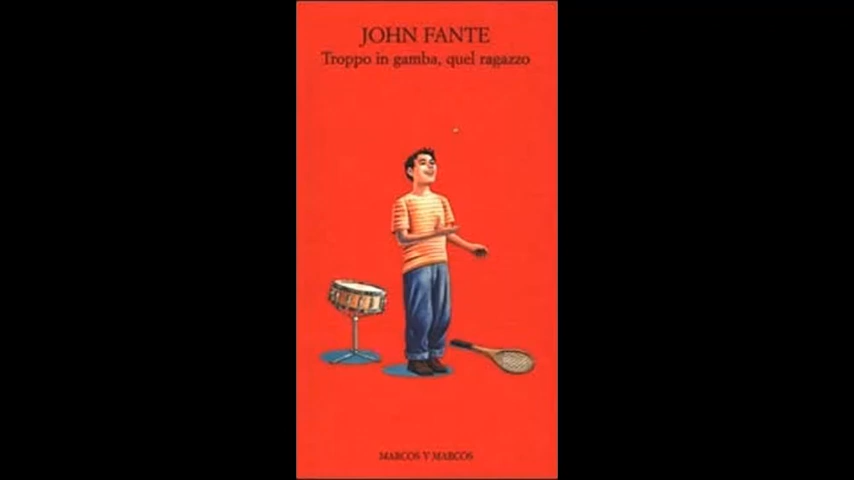 JOHN FANTE
Troppo in gamba, quel ragazzo
MARCOS Y MARCOS